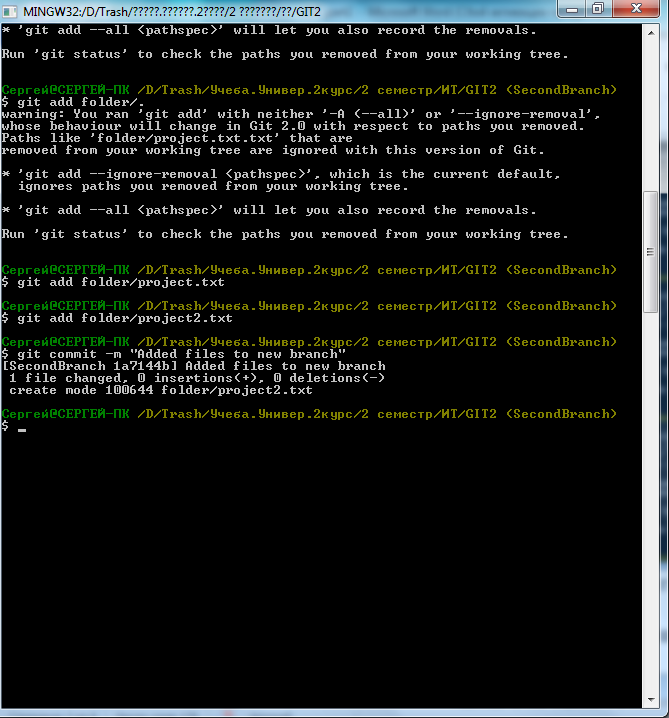 MINGW32:/D/Trash/?????.??????.2????/2 ???????/??/GIT2
* 'git add --all <pathspec>' will let you also record the removals.
Run 'git status' to check the paths you removed from your working tree.
Сергей@СЕРГЕЙ-ПК /D/Trash/Учеба.Универ.2курс/2 семестр/ИТ/GIT2 (SecondBranch)
$ git add folder/.
warning: You ran 'git add' with neither '-A (--all)' or '--ignore-removal',
whose behaviour will change in Git 2.0 with respect to paths you removed.
Paths like 'folder/project.txt.txt' that are
removed from your working tree are ignored with this version of Git.
* 'git add --ignore-removal <pathspec>', which is the current default,
ignores paths you removed from your working tree.
* 'git add --all <pathspec>' will let you also record the removals.
Run 'git status' to check the paths you removed from your working tree.
Сергей@СЕРГЕЙ-ПК /D/Trash/Учеба.Универ.2курс/2 семестр/ИТ/GIT2 (SecondBranch)
$ git add folder/project.txt
Сергей@СЕРГЕЙ-ПК /D/Trash/Учеба.Универ.2курс/2 семестр/ИТ/GIT2 (SecondBranch)
$ git add folder/project2.txt
Сергей@СЕРГЕЙ-ПК /D/Trash/Учеба.Универ.2курс/2 семестр/ИТ/GIT2 (SecondBranch)
$ git commit -m "Added files to new branch"
[SecondBranch 1a7144b] Added files to new branch
1 file changed, 0 insertions(+), 0 deletions(-)
create mode 100644 folder/project2.txt
Сергей@СЕРГЕЙ-ПК /D/Trash/Учеба.Универ.2курс/2 семестр/ИТ/GIT2 (SecondBranch)
$ _